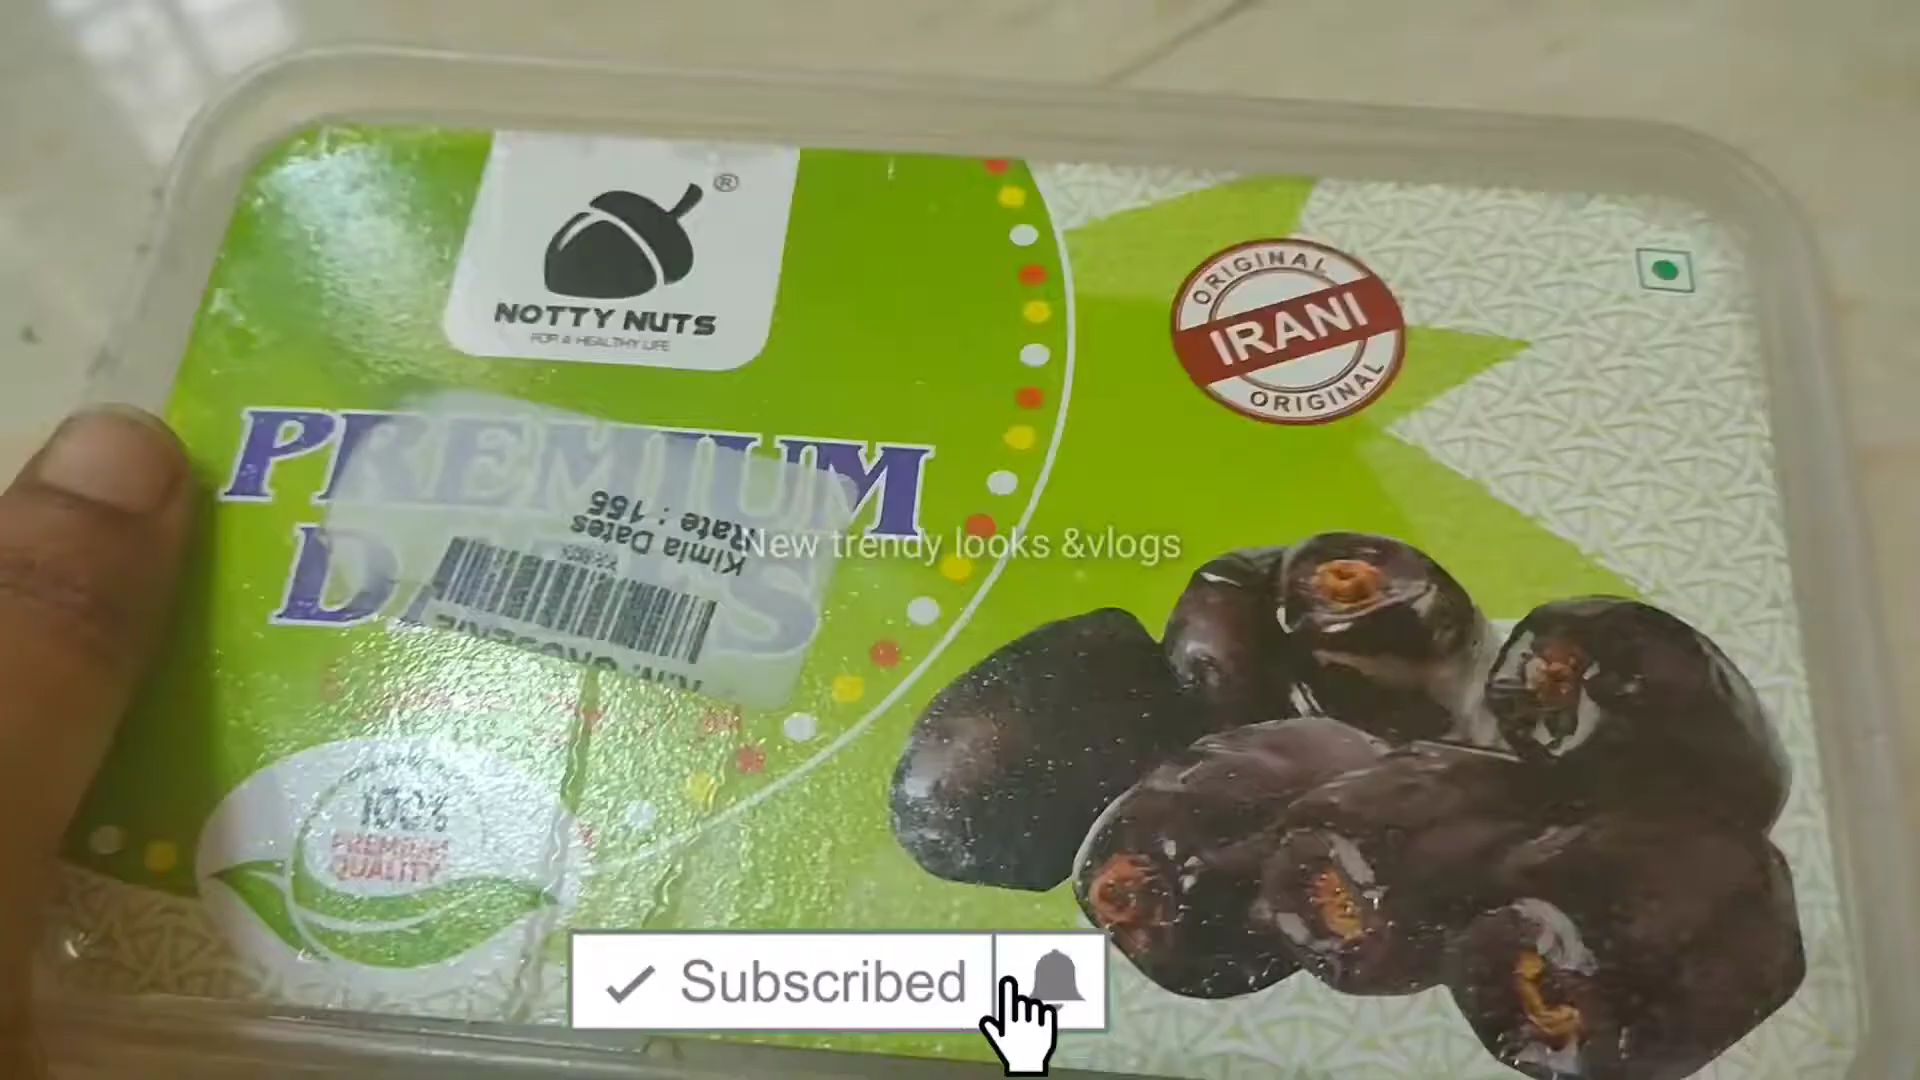 ®
NOTTY NUTS
FOR A HEALTHY LIFE
ORIGINAL
IRANI
ORIGINAL
PREMIUM
DATES
Rate : 165
Kimia Dates
New trendy looks &vlogs
100%
PREMIUM
QUALITY
Subscribed